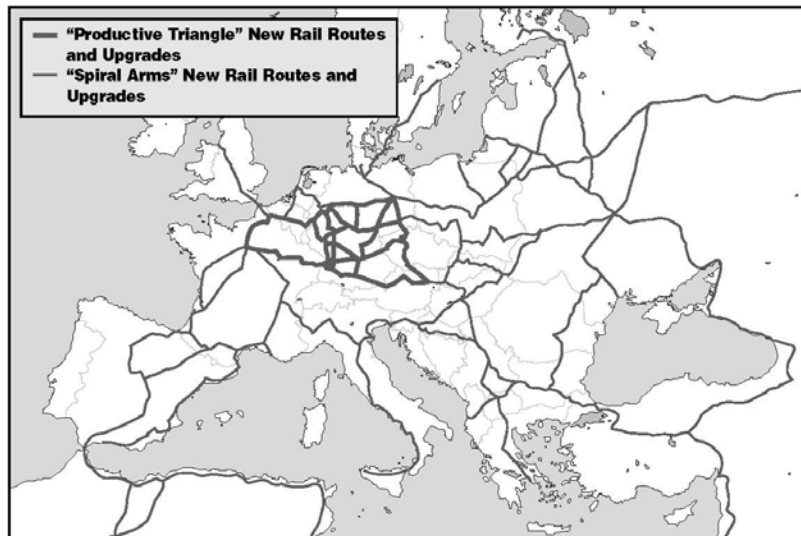 “Productive Triangle” New Rail Routes
and Upgrades
“Spiral Arms” New Rail Routes and
Upgrades